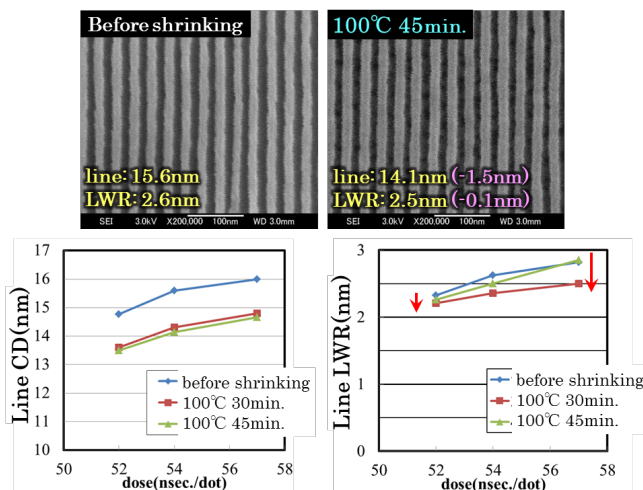 Before shrinking
line: 15.6nm
LWR: 2.6nm
SEI 3.0kV X200,000 100nm WD 3.0mm
100℃ 45min.
line: 14.1nm (-1.5nm)
LWR: 2.5nm (-0.1nm)
SEI 3.0kV X200,000 100nm WD 3.0mm
Line CD(nm)
17
16
15
14
13
12
11
10
before shrinking
100℃ 30min.
100℃ 45min.
50 52 54 56 58
dose(nsec./dot)
Line LWR(nm)
3
2
1
0
before shrinking
100℃ 30min.
100℃ 45min.
50 52 54 56 58
dose(nsec./dot)